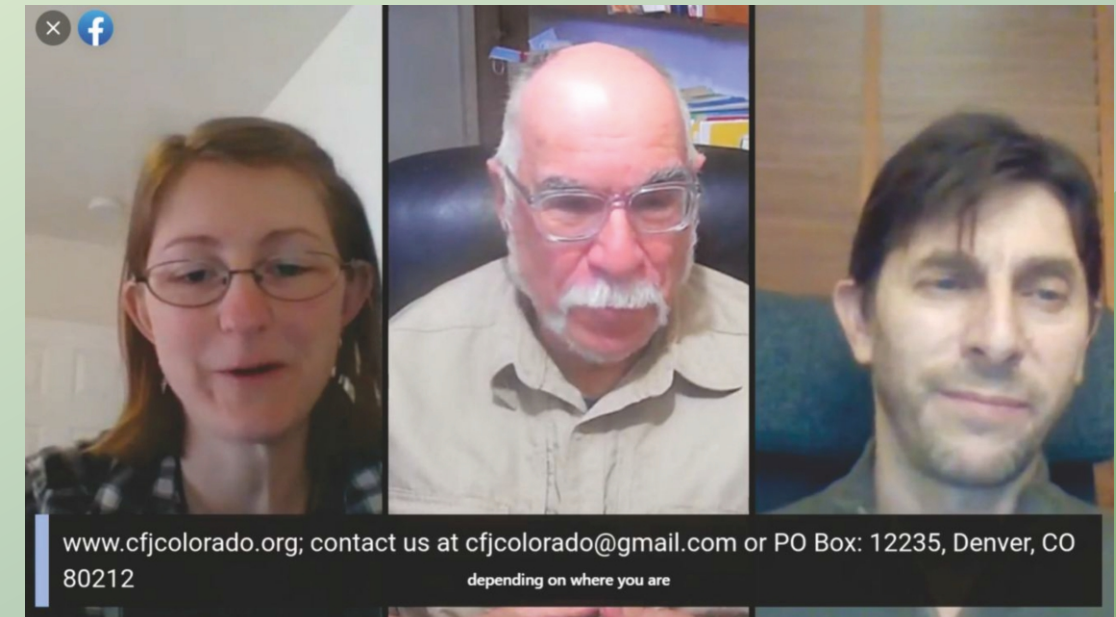 www.cfjcolorado.org; contact us at cfjcolorado@gmail.com or PO Box: 12235, Denver, CO
80212
depending on where you are